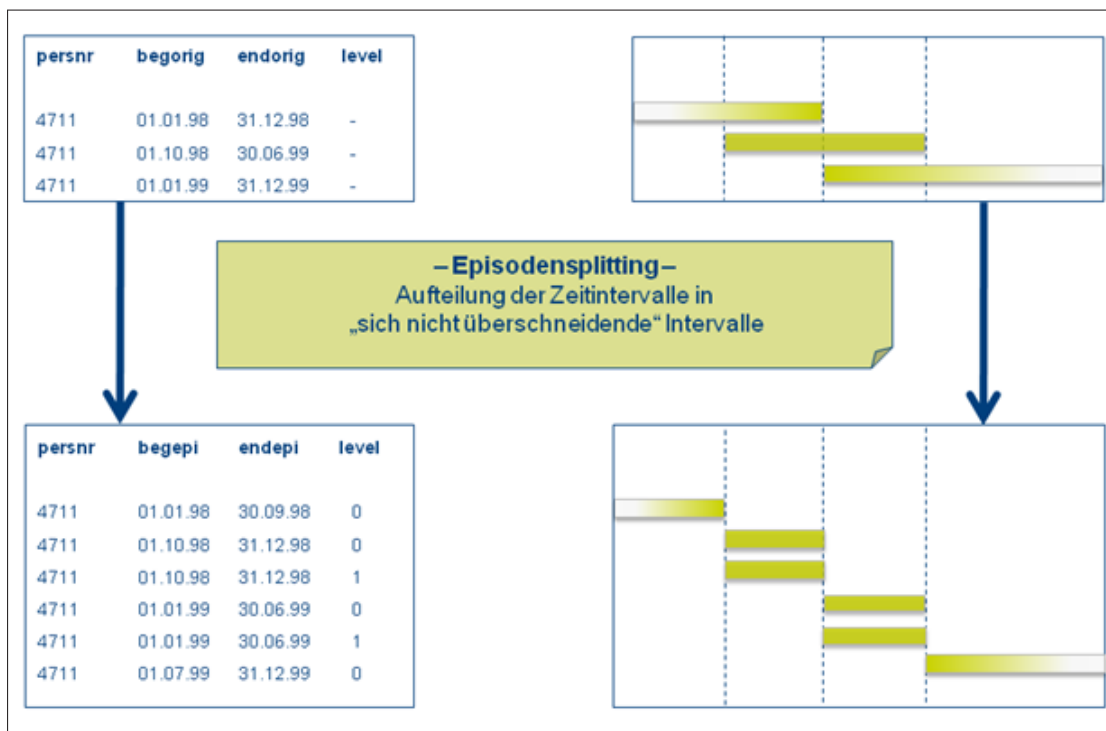 persnr begorig endorig level
4711 01.01.98 31.12.98 -
4711 01.10.98 30.06.99 -
4711 01.01.99 31.12.99 -
– Episodensplitting –
Aufteilung der Zeitintervalle in
„sich nicht überschneidende“ Intervalle
persnr begepi endepi level
4711 01.01.98 30.09.98 0
4711 01.10.98 31.12.98 0
4711 01.10.98 31.12.98 1
4711 01.01.99 30.06.99 0
4711 01.01.99 30.06.99 1
4711 01.07.99 31.12.99 0